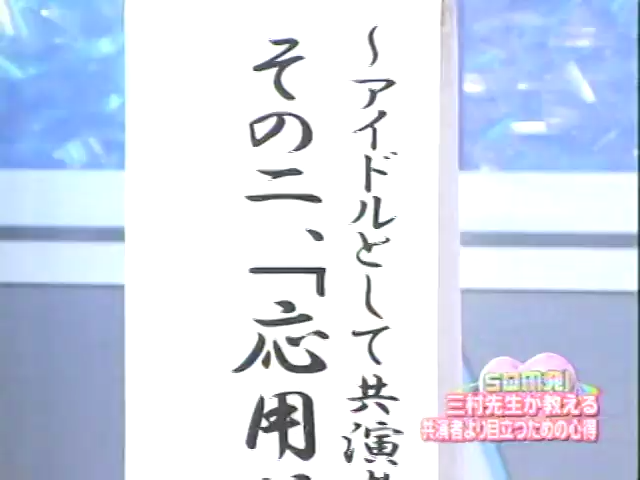 ～アイドルとして共演
その二、「応用
三村先生が教える
共演者より目立つための心得